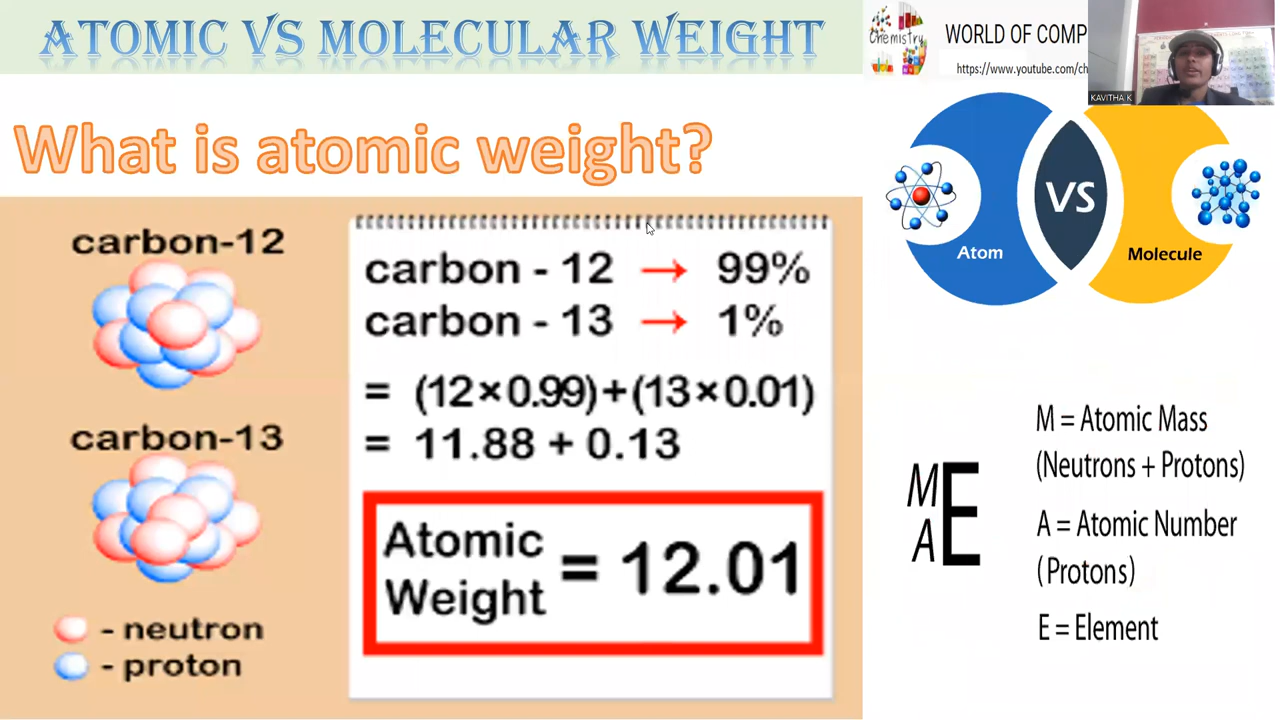 ATOMIC VS MOLECULAR WEIGHT
Chemistry
WORLD OF COMP
https://www.youtube.com/ch
KAVITHA K
What is atomic weight?
carbon-12
carbon-13
- neutron
- proton
carbon - 12 → 99%
carbon - 13 → 1%
= (12×0.99)+(13×0.01)
= 11.88 + 0.13
Atomic
Weight = 12.01
Atom
VS
Molecule
M
A
E
M = Atomic Mass
(Neutrons + Protons)
A = Atomic Number
(Protons)
E = Element